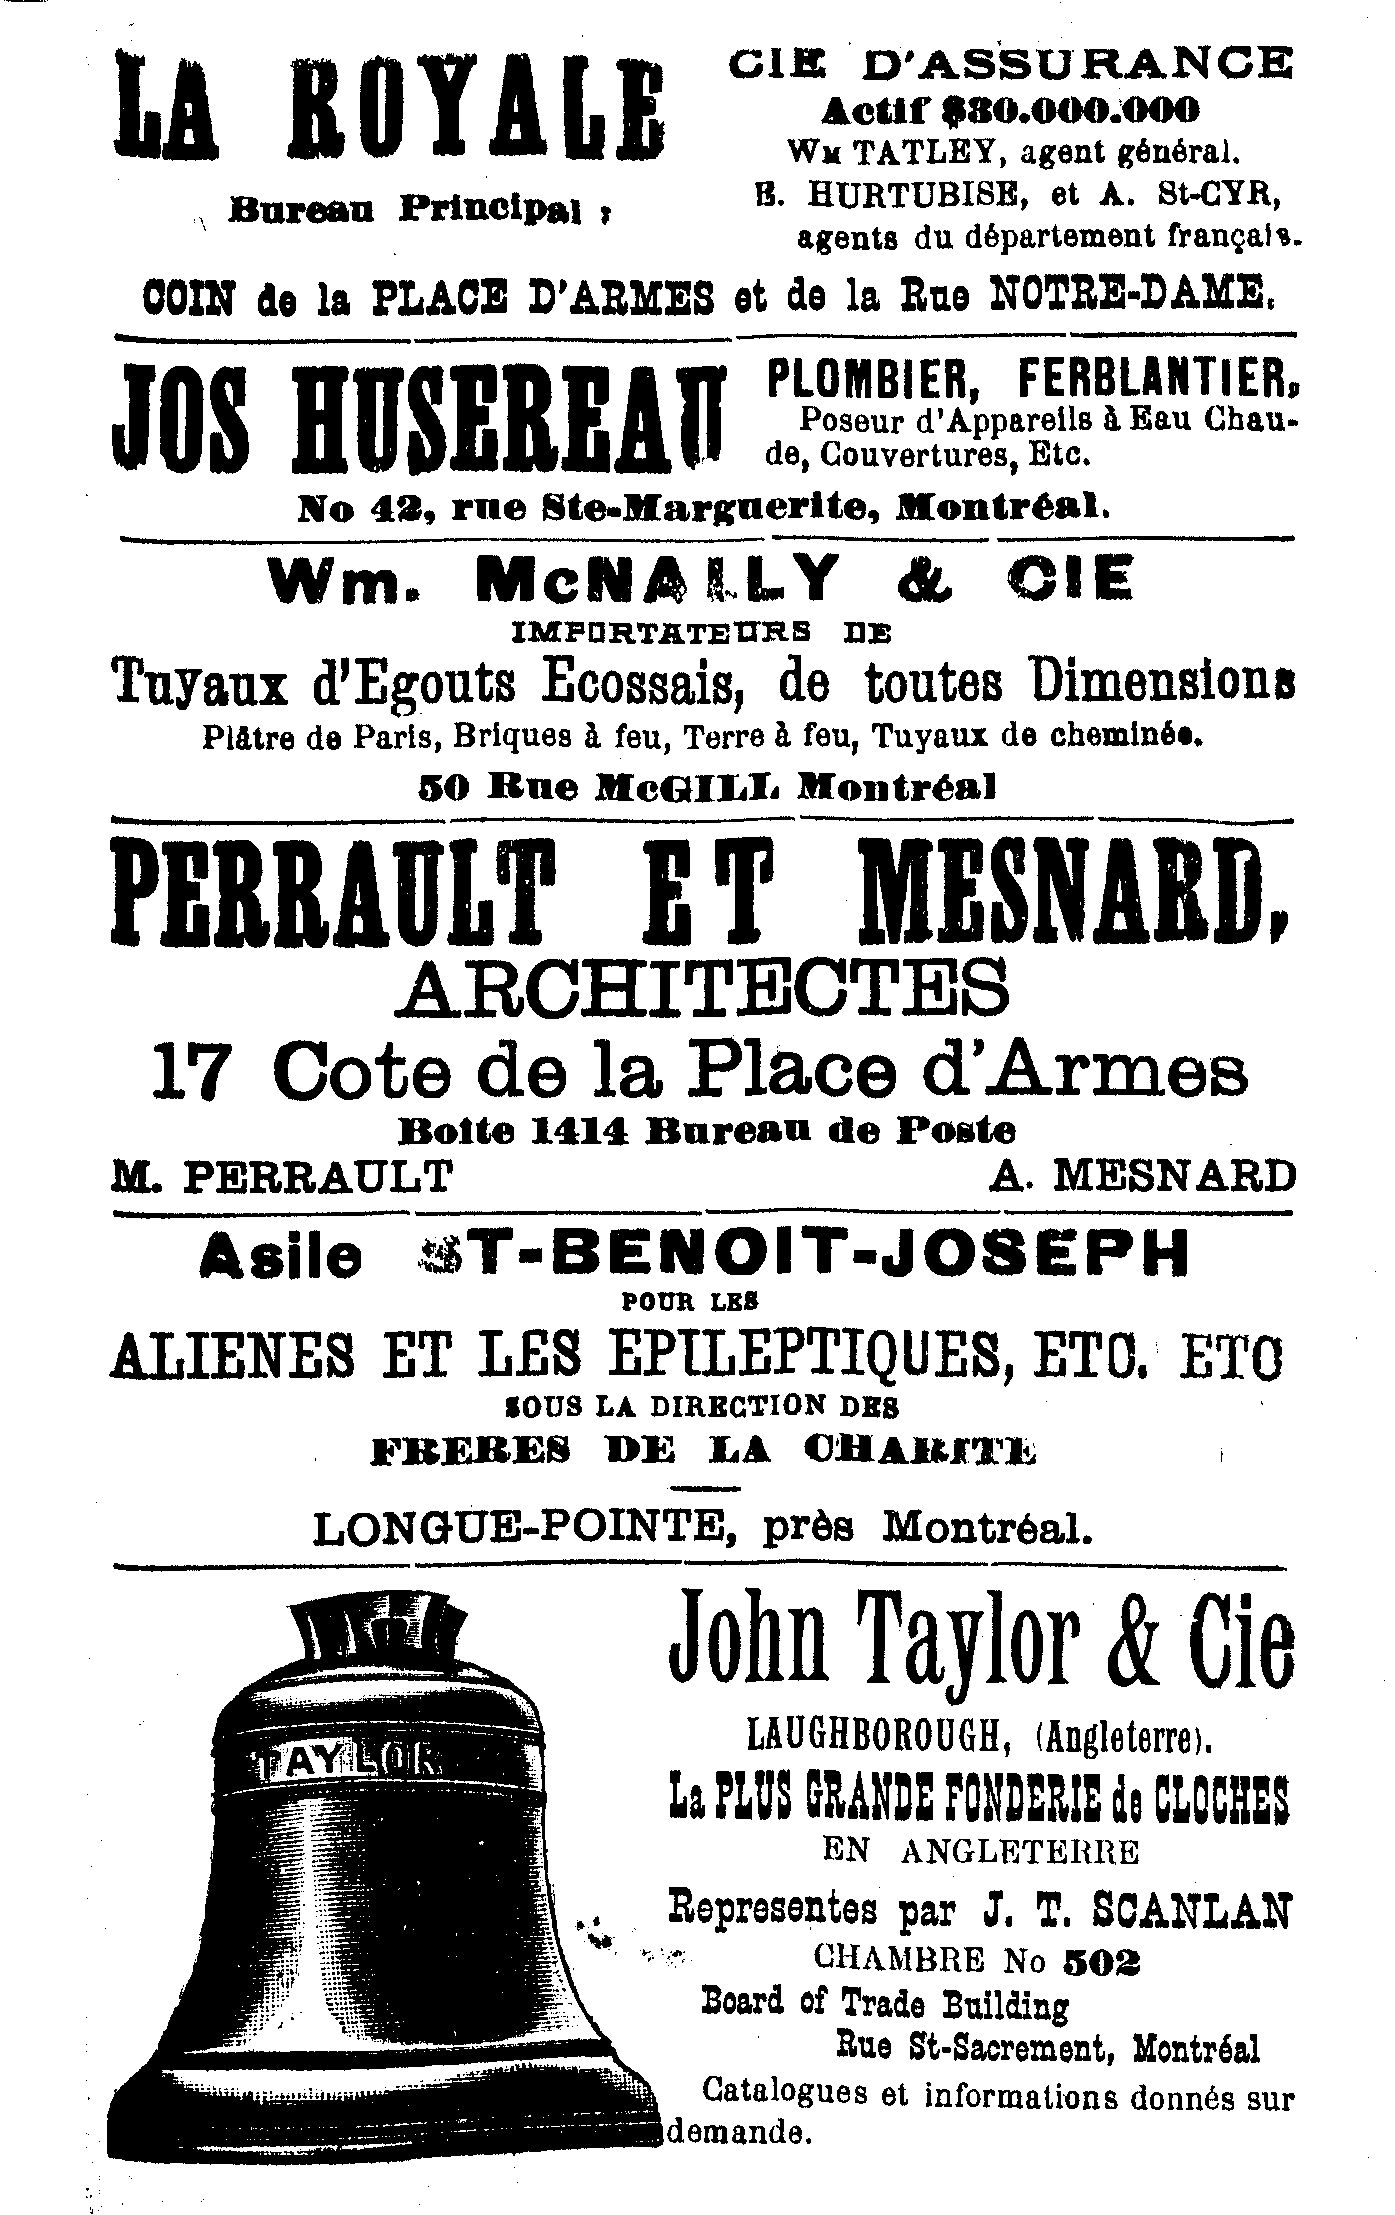 LA ROYALE
Bureau Principal :
CIE D'ASSURANCE
Actif $30.000.000
WM TATLEY, agent général.
E. HURTUBISE, et A. St-CYR,
agents du département français.
COIN de la PLACE D'ARMES et de la Rue NOTRE-DAME.
JOS HUSEREAU
PLOMBIER, FERBLANTIER,
Poseur d'Appareils à Eau Chau-
de, Couvertures, Etc.
No 42, rue Ste-Marguerite, Montréal.
Wm. McNALLY & CIE
IMPORTATEURS DE
Tuyaux d'Egouts Ecossais, de toutes Dimensions
Plâtre de Paris, Briques à feu, Terre à feu, Tuyaux de cheminée.
50 Rue McGILL Montréal
PERRAULT ET MESNARD,
ARCHITECTES
17 Cote de la Place d'Armes
Boite 1414 Bureau de Poste
M. PERRAULT A. MESNARD
Asile ST-BENOIT-JOSEPH
POUR LES
ALIENES ET LES EPILEPTIQUES, ETC. ETC
SOUS LA DIRECTION DES
FRERES DE LA CHARITE
LONGUE-POINTE, près Montréal.
TAYLOR
John Taylor & Cie
LAUGHBOROUGH, (Angleterre).
La PLUS GRANDE FONDERIE de CLOCHES
EN ANGLETERRE
Representes par J. T. SCANLAN
CHAMBRE No 502
Board of Trade Building
Rue St-Sacrement, Montréal
Catalogues et informations donnés sur
demande.